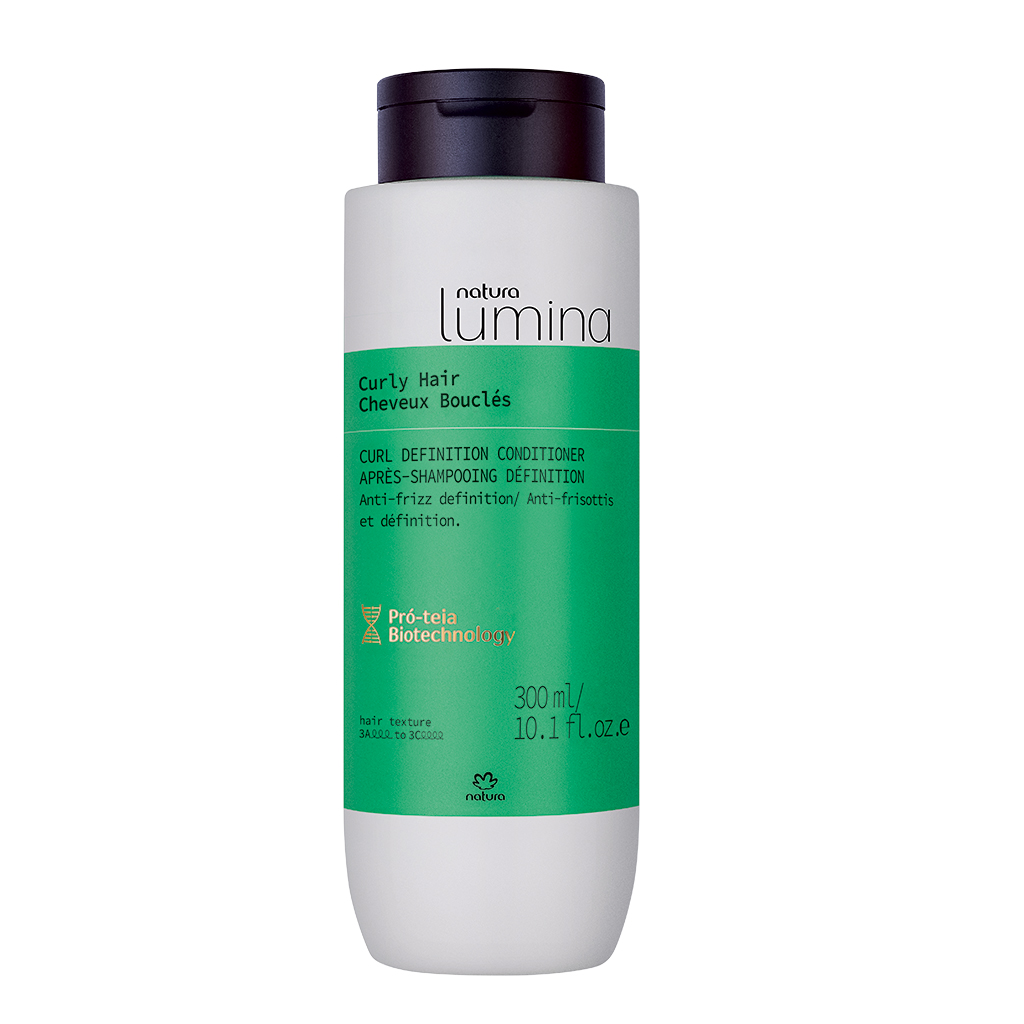 natura
lumina
Curly Hair
Cheveux Bouclés
CURL DEFINITION CONDITIONER
APRÈS-SHAMPOOING DÉFINITION
Anti-frizz definition/ Anti-frisottis
et définition.
Pró-teia
Biotechnology
300 ml/
10.1 fl.oz.e
hair texture
3A to 3C
natura